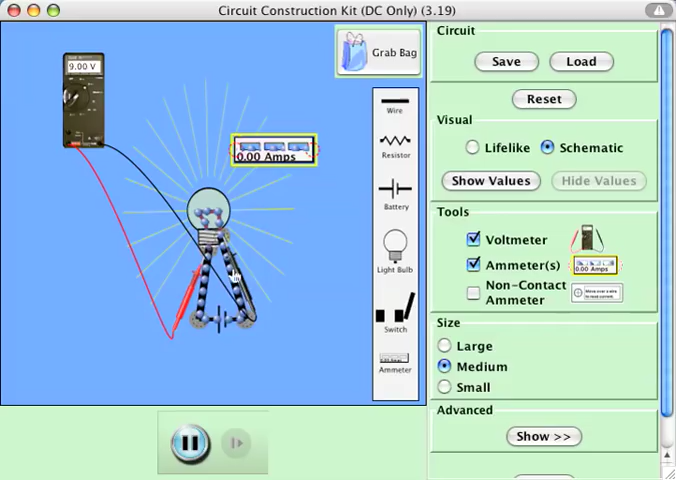 Circuit Construction Kit (DC Only) (3.19)
Grab Bag
9.00 V
0.00 Amps
Wire
Resistor
Battery
Light Bulb
Switch
Ammeter
Circuit
Save
Load
Reset
Visual
Lifelike
Schematic
Show Values
Hide Values
Tools
Voltmeter
Ammeter(s)
0.00 Amps
Non-Contact
Ammeter
Size
Large
Medium
Small
Advanced
Show >>